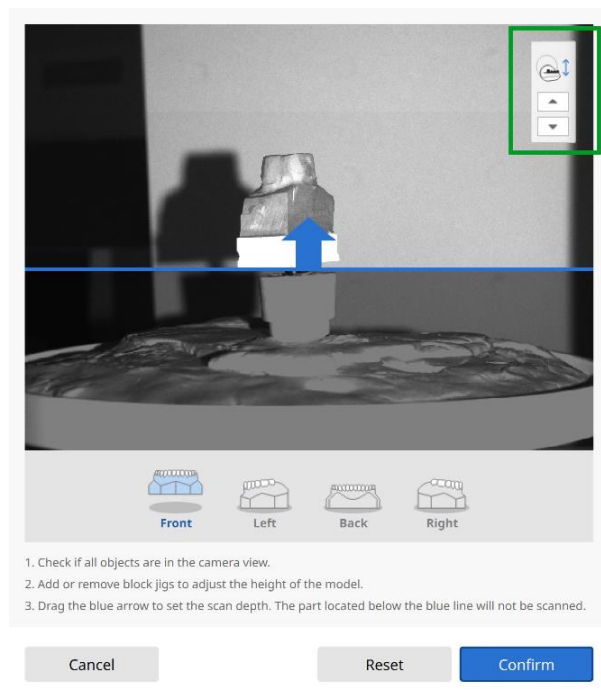 Front
Left
Back
Right
1. Check if all objects are in the camera view.
2. Add or remove block jigs to adjust the height of the model.
3. Drag the blue arrow to set the scan depth. The part located below the blue line will not be scanned.
Cancel
Reset
Confirm